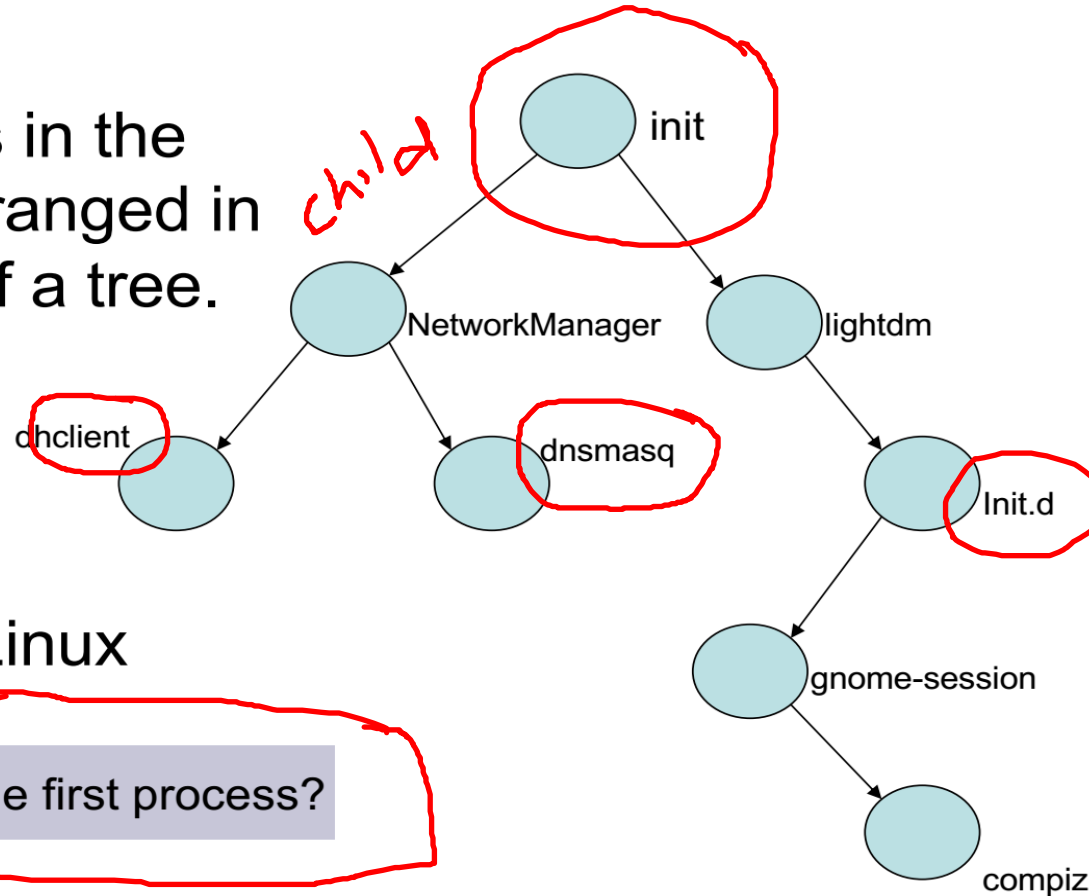 s in the
ranged in
f a tree.
child
init
NetworkManager
lightdm
dhclient
dnsmasq
Init.d
inux
gnome-session
e first process?
compiz